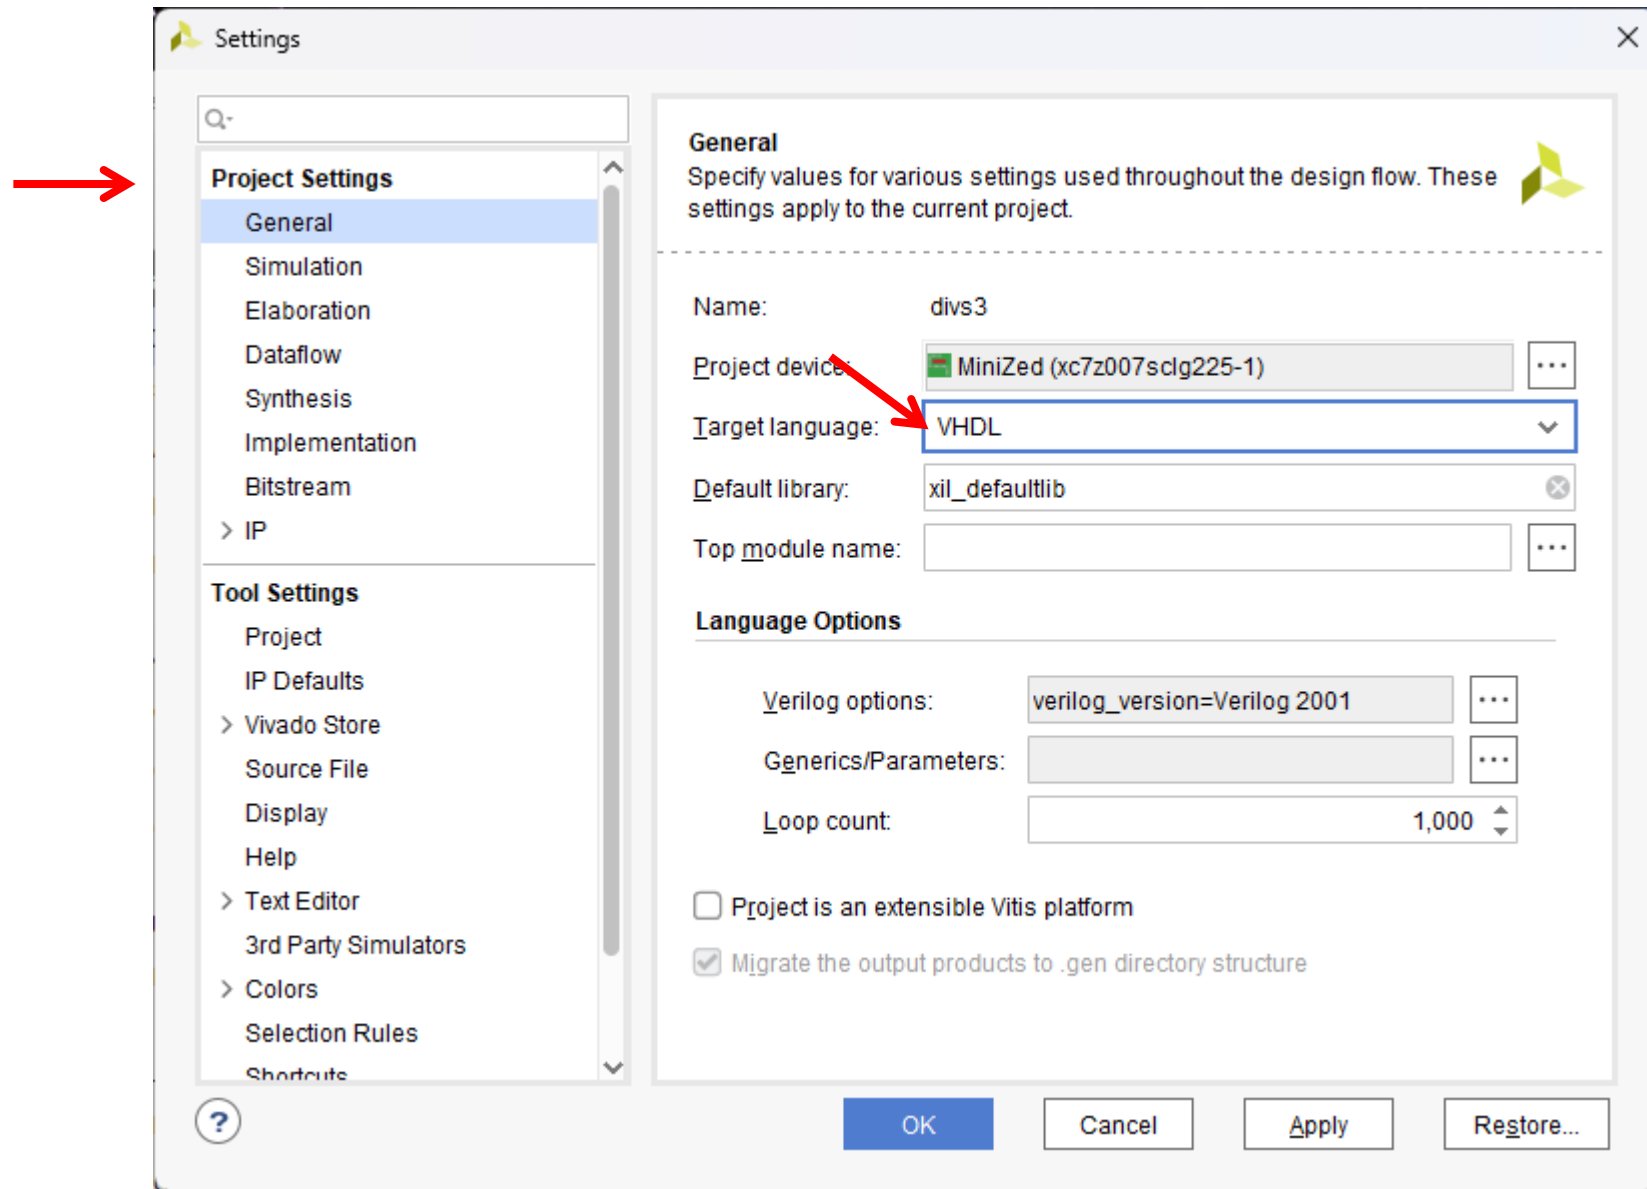 Settings
Project Settings
General
Simulation
Elaboration
Dataflow
Synthesis
Implementation
Bitstream
IP
Tool Settings
Project
IP Defaults
Vivado Store
Source File
Display
Help
Text Editor
3rd Party Simulators
Colors
Selection Rules
Shortcuts
General
Specify values for various settings used throughout the design flow. These
settings apply to the current project.
Name: divs3
Project device: MiniZed (xc7z007sclg225-1) ...
Target language: VHDL
Default library: xil_defaultlib
Top module name: ...
Language Options
Verilog options: verilog_version=Verilog 2001 ...
Generics/Parameters: ...
Loop count: 1,000
Project is an extensible Vitis platform
Migrate the output products to .gen directory structure
? OK Cancel Apply Restore...